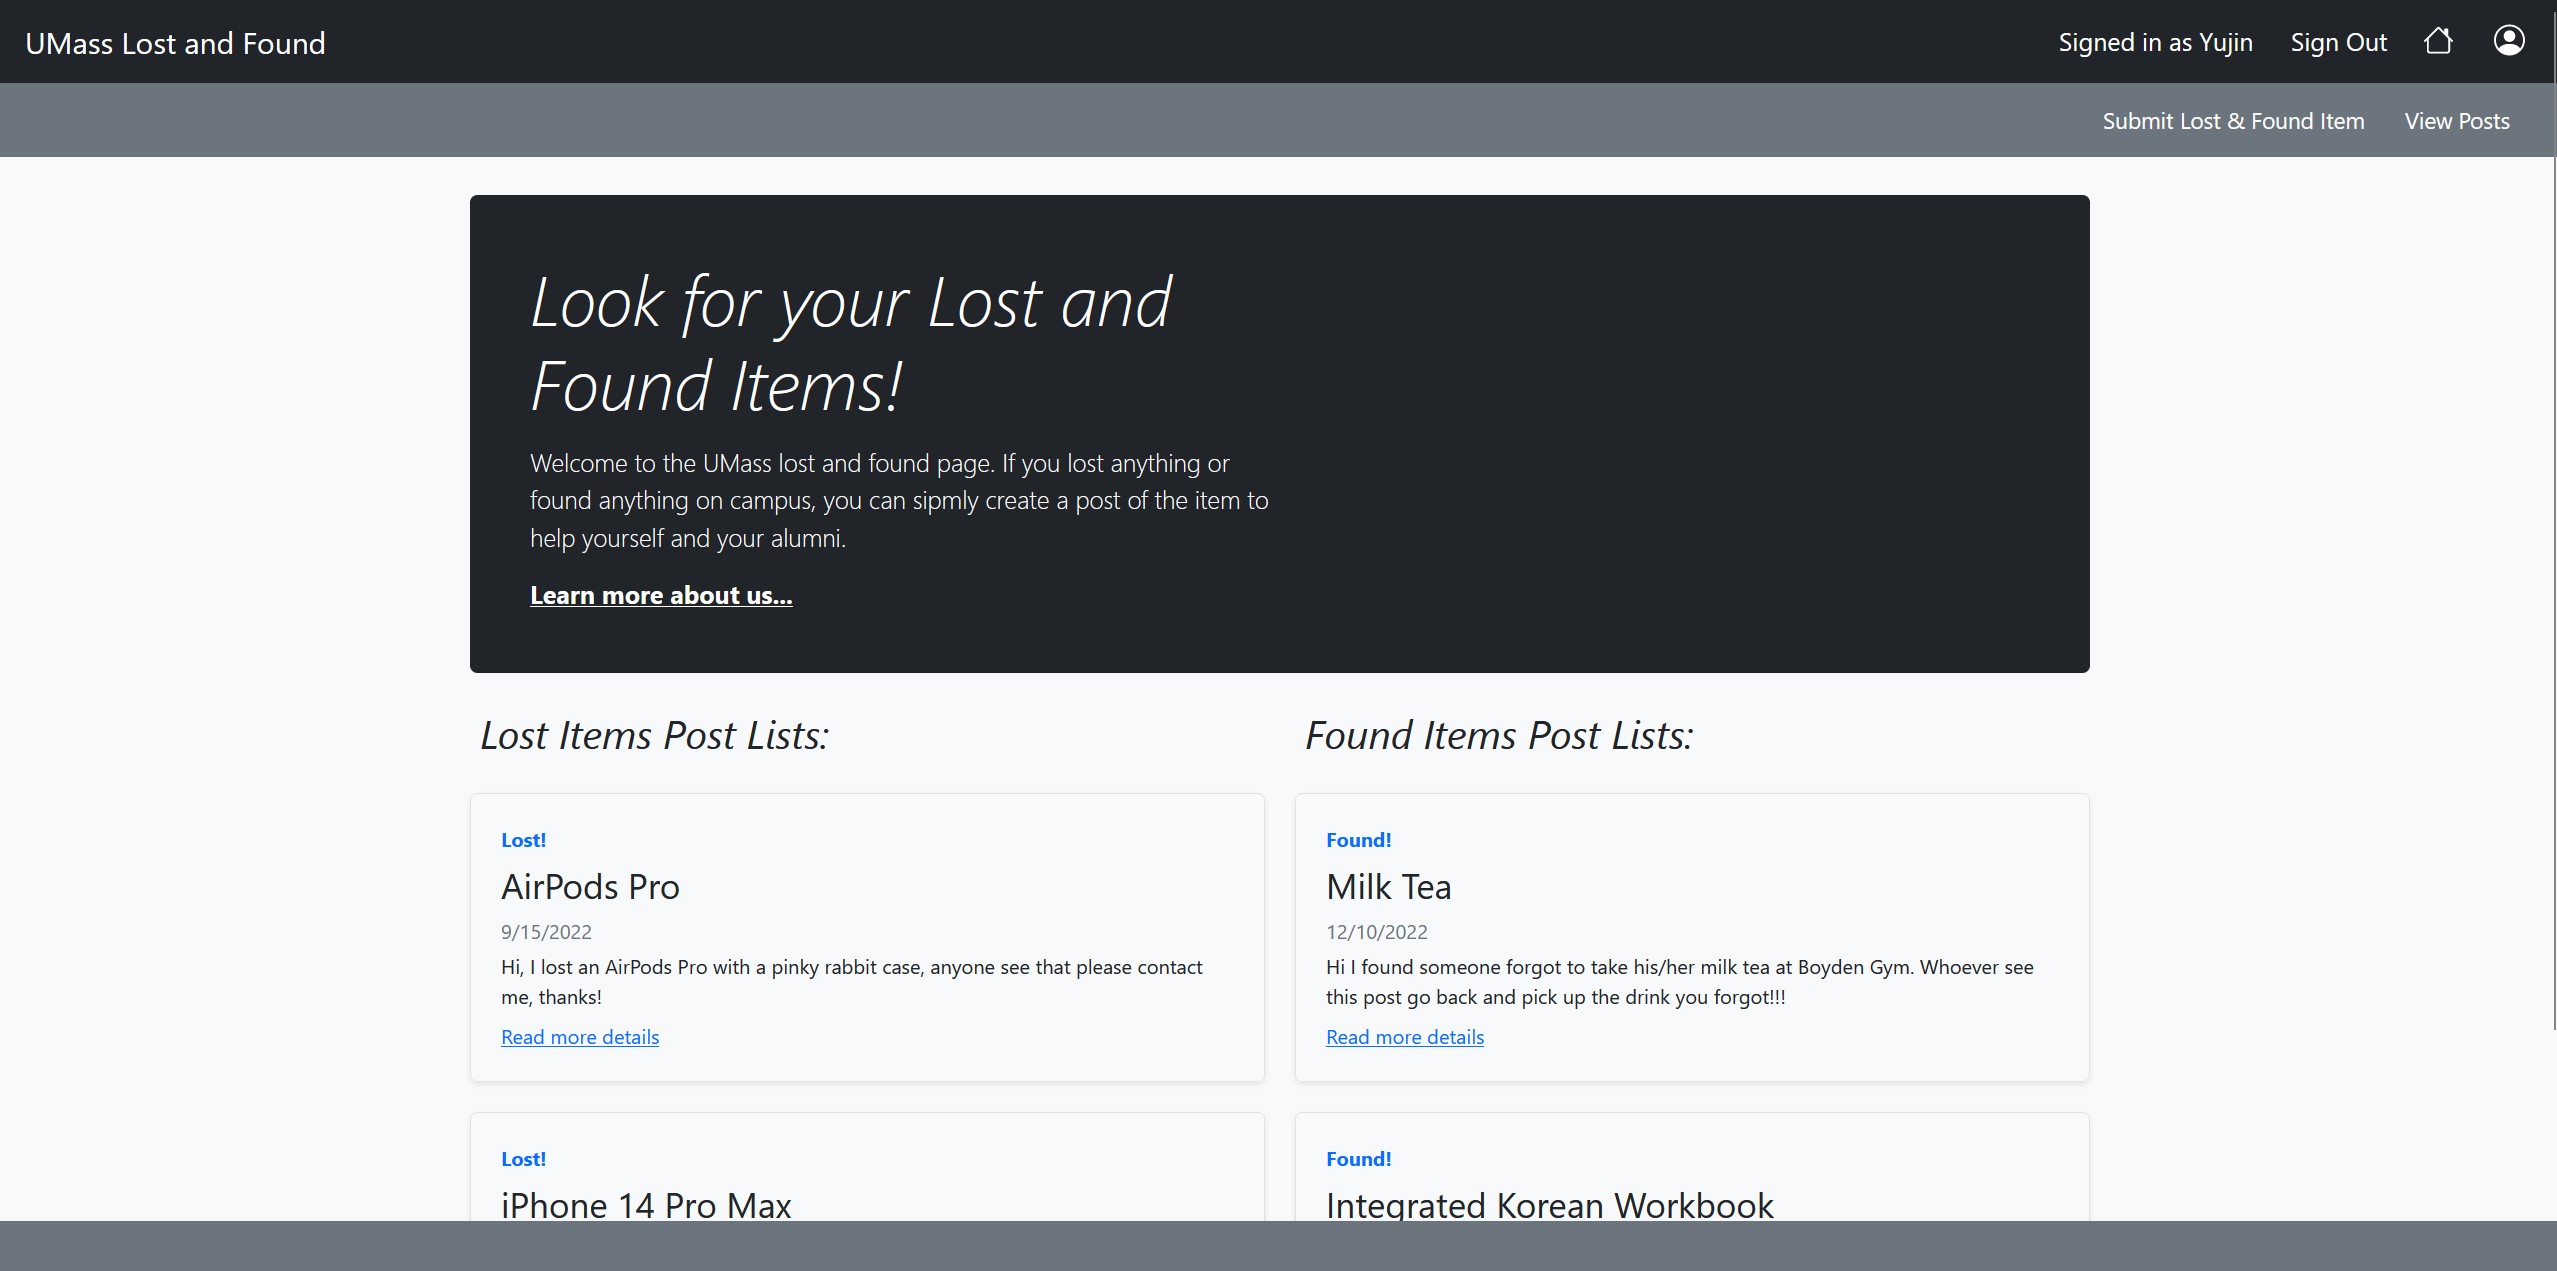 UMass Lost and Found
Signed in as Yujin
Sign Out
Submit Lost & Found Item
View Posts
Look for your Lost and
Found Items!
Welcome to the UMass lost and found page. If you lost anything or
found anything on campus, you can sipmly create a post of the item to
help yourself and your alumni.
Learn more about us...
Lost Items Post Lists:
Lost!
AirPods Pro
9/15/2022
Hi, I lost an AirPods Pro with a pinky rabbit case, anyone see that please contact
me, thanks!
Read more details
Lost!
iPhone 14 Pro Max
Found Items Post Lists:
Found!
Milk Tea
12/10/2022
Hi I found someone forgot to take his/her milk tea at Boyden Gym. Whoever see
this post go back and pick up the drink you forgot!!!
Read more details
Found!
Integrated Korean Workbook